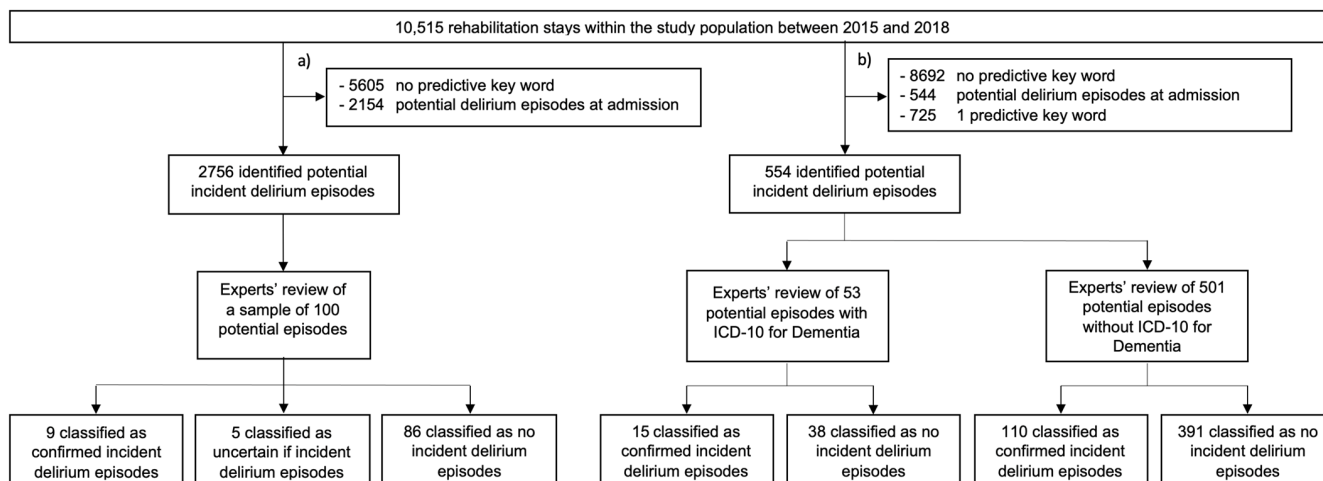 10,515 rehabilitation stays within the study population between 2015 and 2018
a)
- 5605 no predictive key word
- 2154 potential delirium episodes at admission
b)
- 8692 no predictive key word
- 544 potential delirium episodes at admission
- 725 1 predictive key word
2756 identified potential
incident delirium episodes
554 identified potential
incident delirium episodes
Experts' review of
a sample of 100
potential episodes
Experts' review of 53
potential episodes with
ICD-10 for Dementia
Experts' review of 501
potential episodes
without ICD-10 for
Dementia
9 classified as
confirmed incident
delirium episodes
5 classified as
uncertain if incident
delirium episodes
86 classified as no
incident delirium
episodes
15 classified as
confirmed incident
delirium episodes
38 classified as no
incident delirium
episodes
110 classified as
confirmed incident
delirium episodes
391 classified as no
incident delirium
episodes